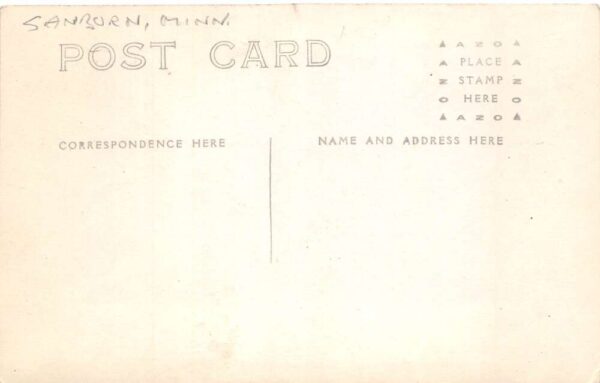 SANBORN, MINN.
POST CARD
▲ AZO ▲
▲ PLACE ▲
Z STAMP Z
O HERE O
▲ AZO ▲
CORRESPONDENCE HERE
NAME AND ADDRESS HERE